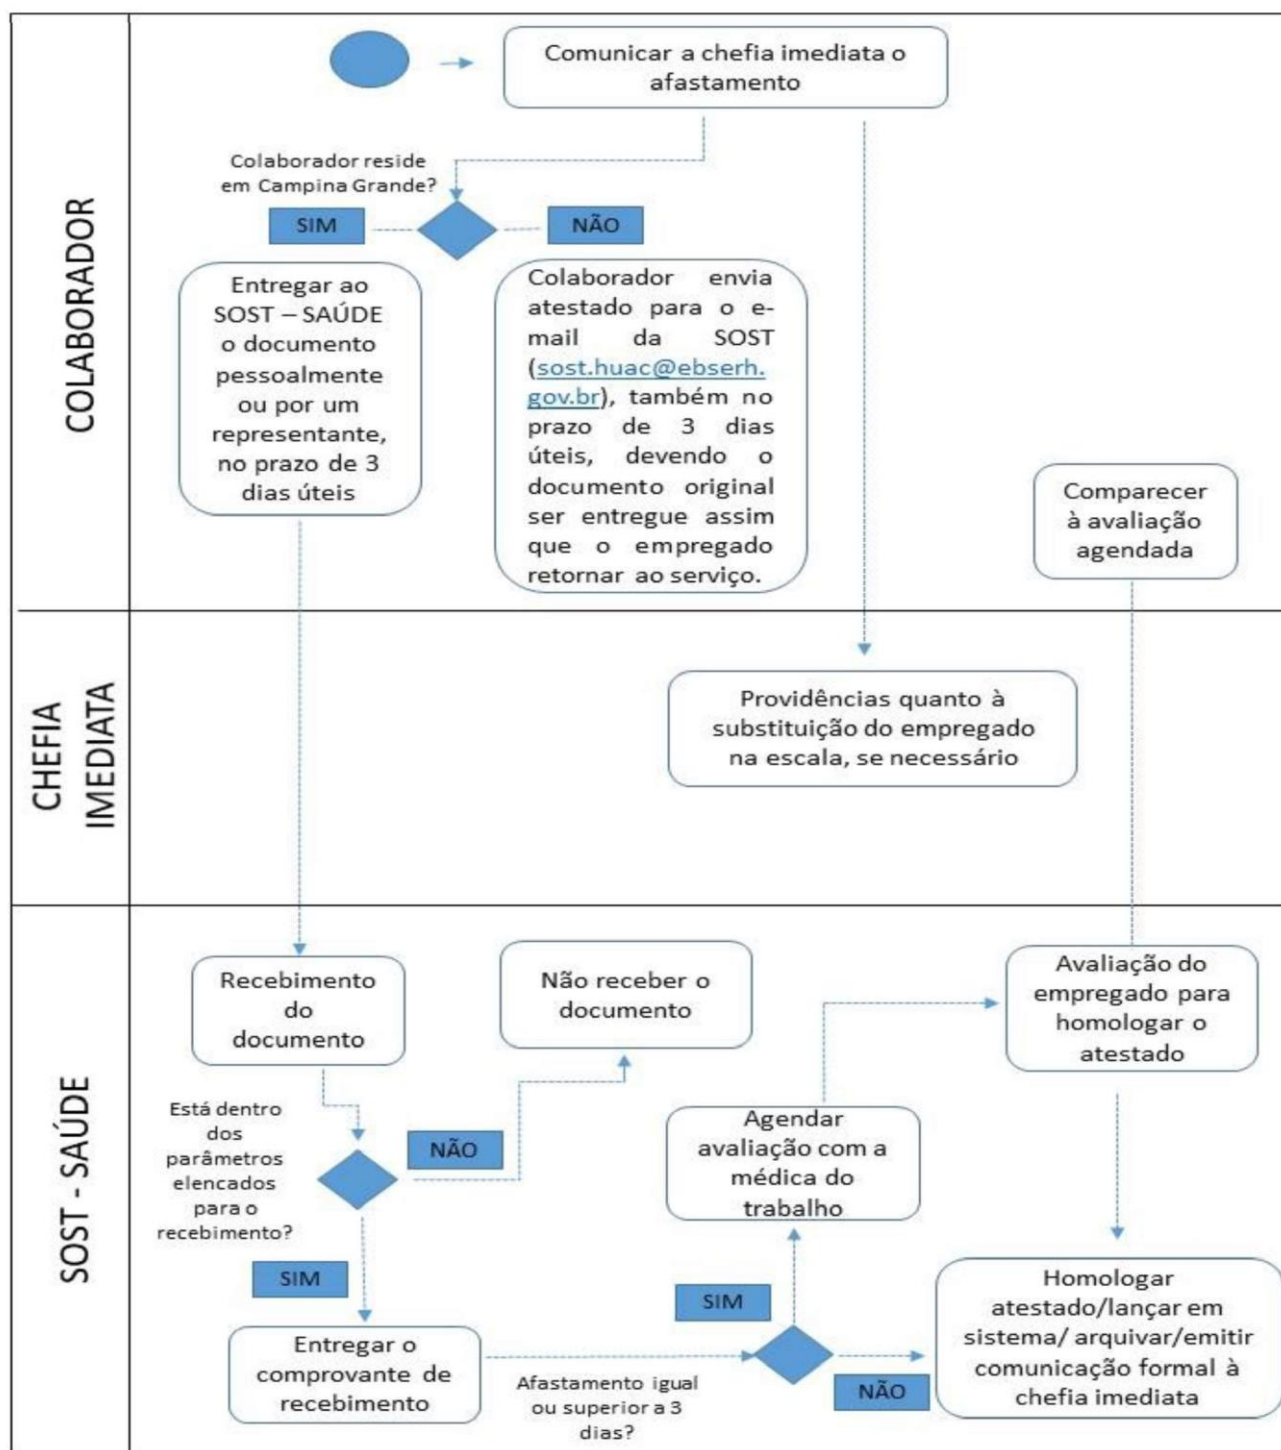 COLABORADOR
Comunicar a chefia imediata o
afastamento
Colaborador reside
em Campina Grande?
SIM
NÃO
Entregar ao
SOST – SAÚDE
o documento
pessoalmente
ou por um
representante,
no prazo de 3
dias úteis
Colaborador envia
atestado para o e-
mail da SOST
(sost.huac@ebserh.
gov.br), também no
prazo de 3 dias
úteis, devendo o
documento original
ser entregue assim
que o empregado
retornar ao serviço.
Comparecer
à avaliação
agendada
CHEFIA
IMEDIATA
Providências quanto à
substituição do empregado
na escala, se necessário
SOST - SAÚDE
Recebimento
do
documento
Não receber o
documento
Avaliação do
empregado para
homologar o
atestado
Está dentro
dos
parâmetros
elencados
para o
recebimento?
NÃO
Agendar
avaliação com a
médica do
trabalho
SIM
Entregar o
comprovante de
recebimento
Afastamento igual
ou superior a 3
dias?
SIM
NÃO
Homologar
atestado/lançar em
sistema/ arquivar/emitir
comunicação formal à
chefia imediata